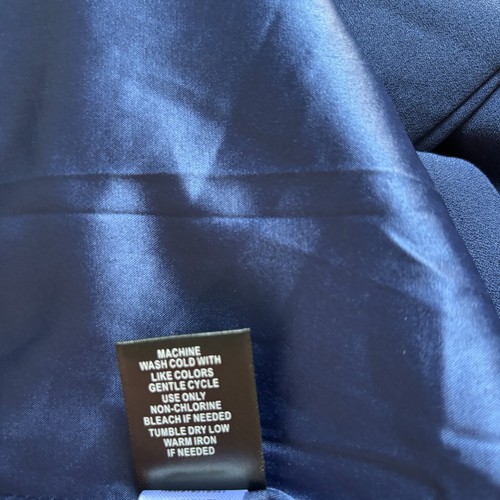 MACHINE
WASH COLD WITH
LIKE COLORS
GENTLE CYCLE
USE ONLY
NON-CHLORINE
BLEACH IF NEEDED
TUMBLE DRY LOW
WARM IRON
IF NEEDED